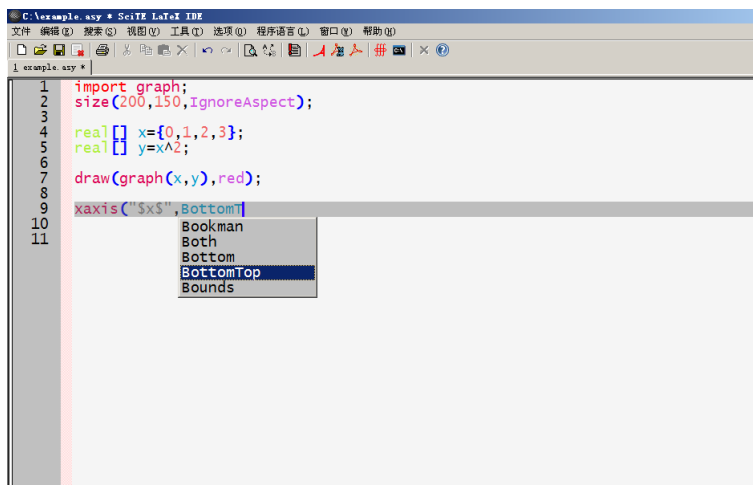 C:\example.asy * SciTE LaTeX IDE
文件 编辑(E) 搜索(S) 视图(V) 工具(T) 选项(O) 程序语言(L) 窗口(W) 帮助(H)
1 example.asy *
1 import graph;
2 size(200,150,IgnoreAspect);
3
4 real[] x={0,1,2,3};
5 real[] y=x^2;
6
7 draw(graph(x,y),red);
8
9 xaxis("$x$",BottomT
10
11
Bookman
Both
Bottom
BottomTop
Bounds